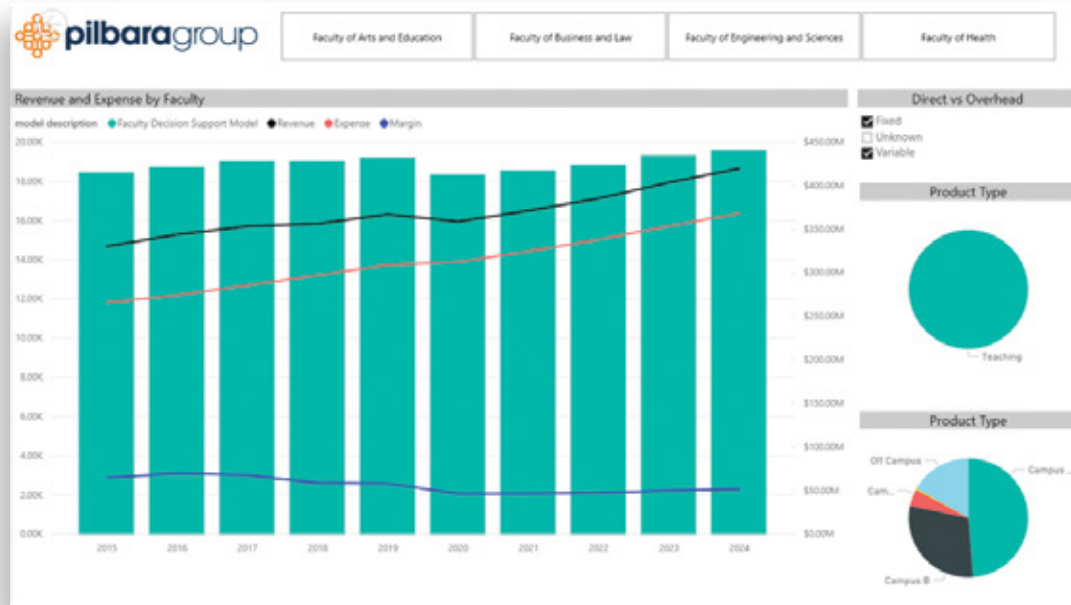 pilbaragroup
Faculty of Arts and Education
Faculty of Business and Law
Faculty of Engineering and Sciences
Faculty of Health
Revenue and Expense by Faculty
model description Faculty Decision Support Model Revenue Expense Margin
20.00K
18.00K
16.00K
14.00K
12.00K
10.00K
8.00K
6.00K
4.00K
2.00K
0.00K
$450.00M
$400.00M
$350.00M
$300.00M
$250.00M
$200.00M
$150.00M
$100.00M
$50.00M
$0.00M
2015 2016 2017 2018 2019 2020 2021 2022 2023 2024
Direct vs Overhead
Fixed
Unknown
Variable
Product Type
Teaching
Product Type
Off Campus
Campus ..
Cam...
Campus B